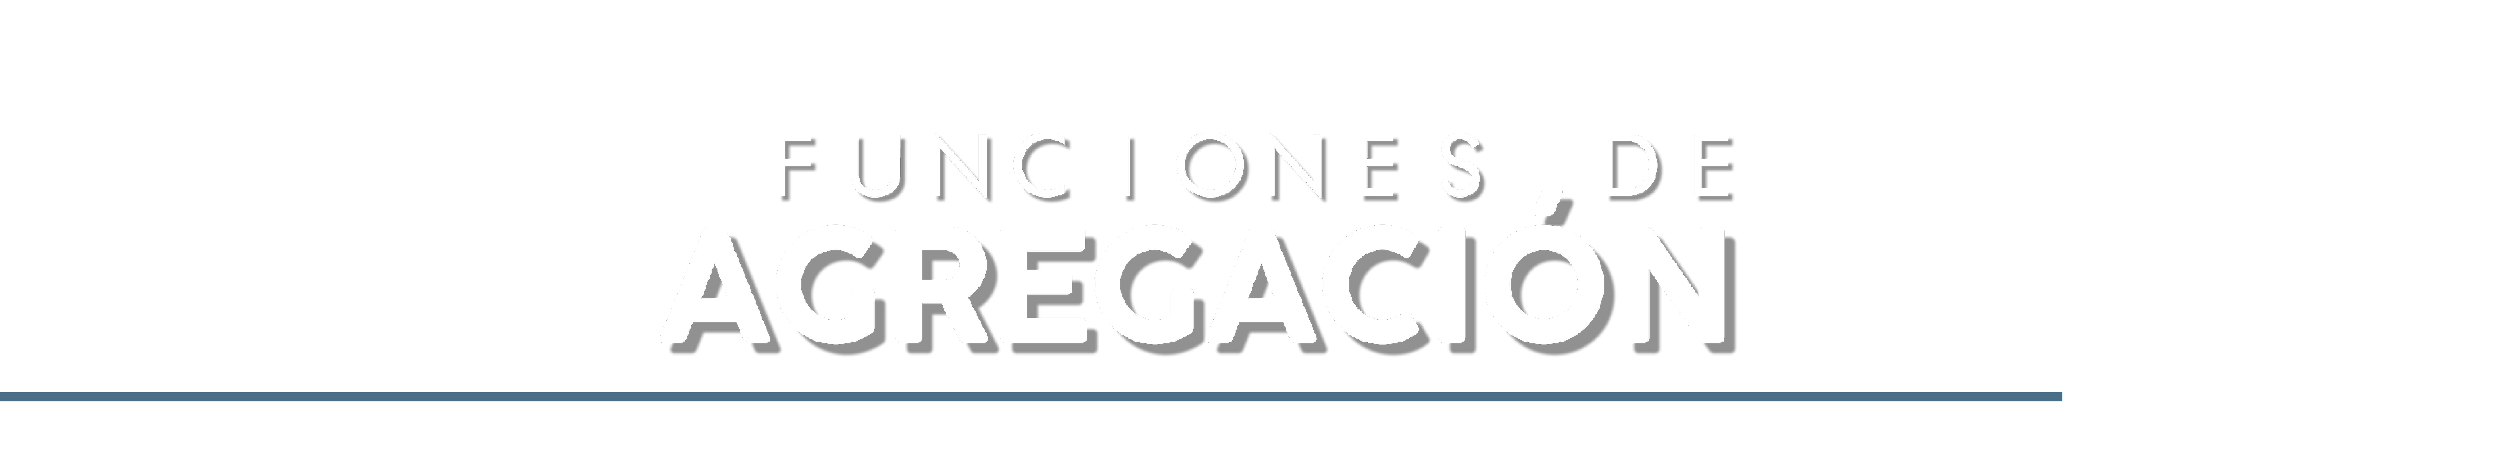 FUNCIONES DE
AGREGACIÓN